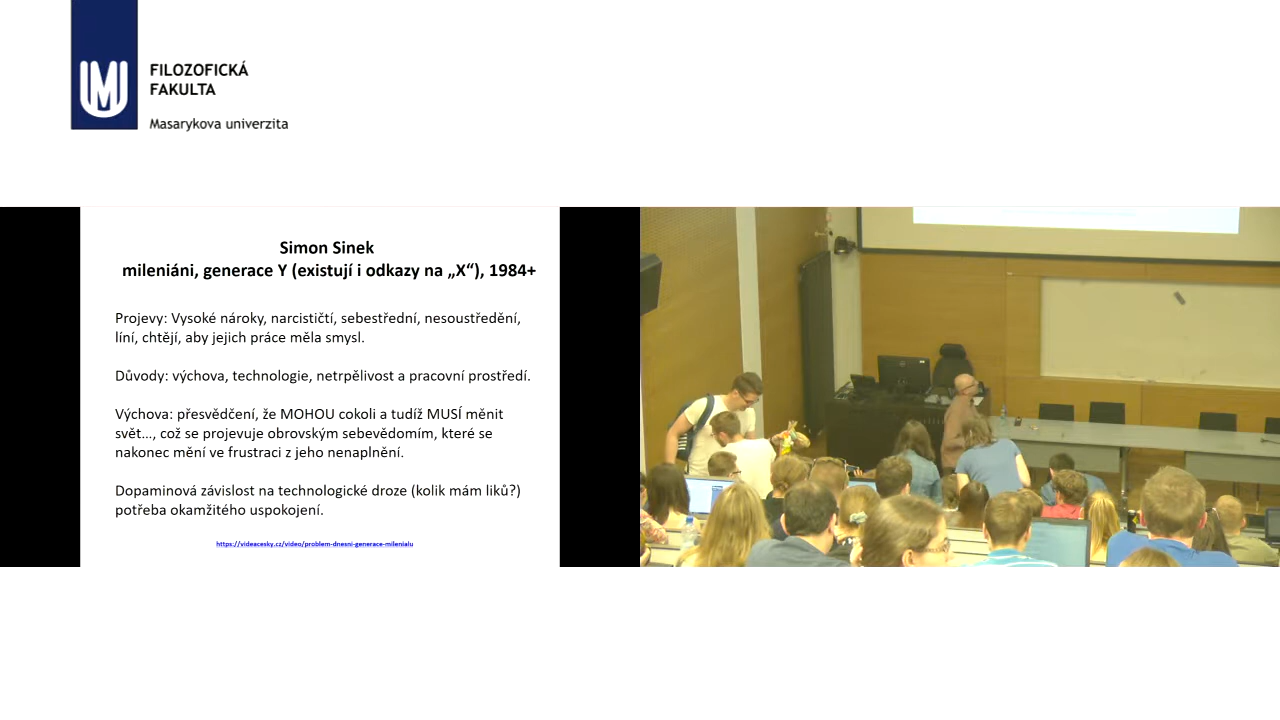 FILOZOFICKÁ
FAKULTA
Masarykova univerzita
Simon Sinek
mileniáni, generace Y (existují i odkazy na „X“), 1984+
Projevy: Vysoké nároky, narcističtí, sebestřední, nesoustředění,
líní, chtějí, aby jejich práce měla smysl.
Důvody: výchova, technologie, netrpělivost a pracovní prostředí.
Výchova: přesvědčení, že MOHOU cokoli a tudíž MUSÍ měnit
svět…, což se projevuje obrovským sebevědomím, které se
nakonec mění ve frustraci z jeho nenaplnění.
Dopaminová závislost na technologické droze (kolik mám liků?)
potřeba okamžitého uspokojení.
https://videacesky.cz/video/problem-dnesni-generace-milenialu